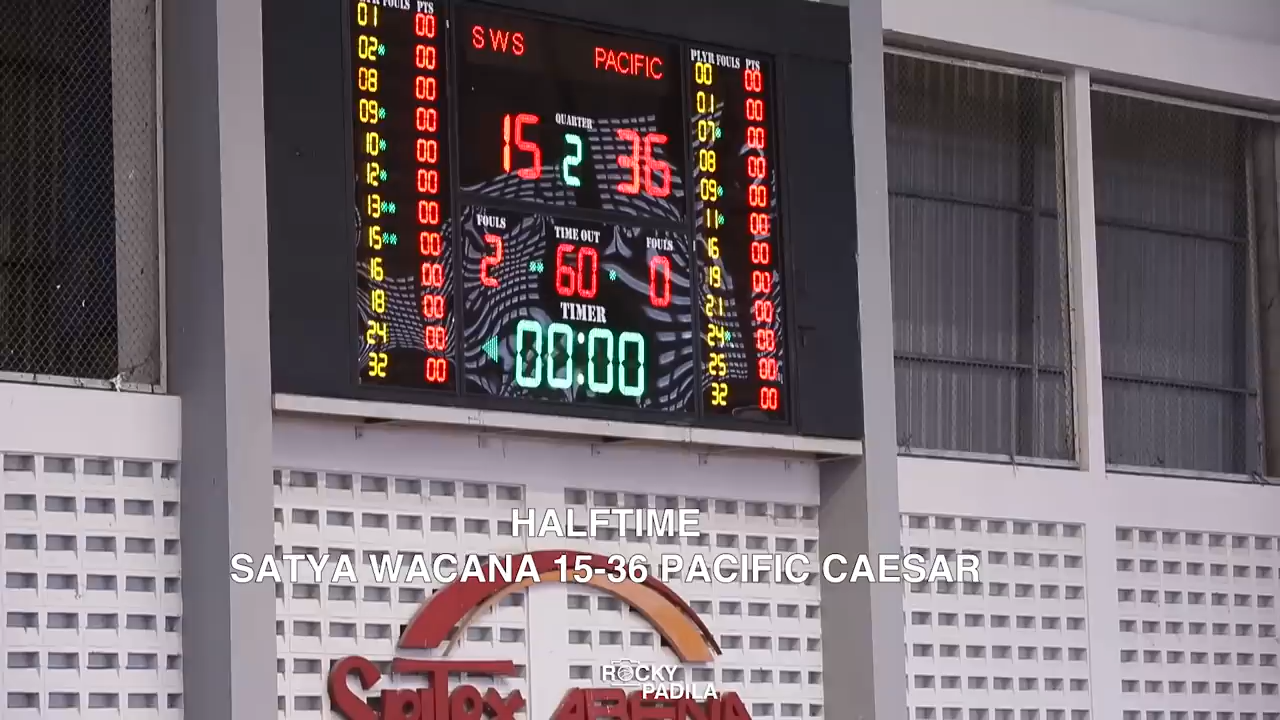 PLYR FOULS PTS
01 00
02* 00
08 00
09* 00
10* 00
12* 00
13** 00
15** 00
16 00
18 00
24 00
32 00
SWS
PACIFIC
QUARTER
15 2 36
FOULS TIME OUT FOULS
2 ** 60 * 0
TIMER
00:00
PLYR FOULS PTS
00 00
01 00
07* 00
08 00
09* 00
11* 00
16 00
19 00
21 00
24* 00
25 00
32 00
HALFTIME
SATYA WACANA 15-36 PACIFIC CAESAR
SPITEX ARENA
ROCKY
PADILA